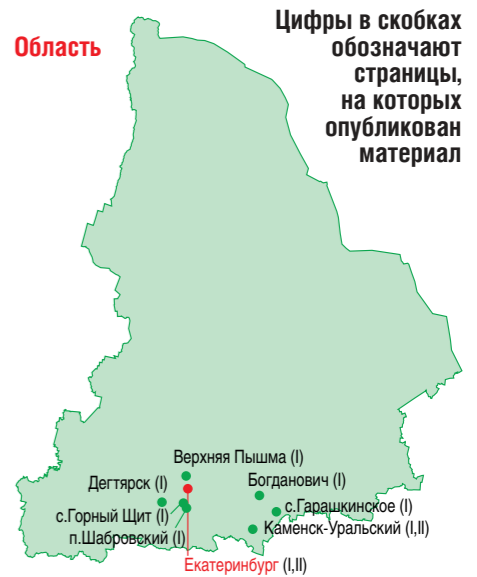 Область
Цифры в скобках
обозначают
страницы,
на которых
опубликован
материал
Верхняя Пышма (I)
Дегтярск (I)
Богданович (I)
с.Горный Щит (I)
с.Гарашкинское (I)
п.Шабровский (I)
Каменск-Уральский (I,II)
Екатеринбург (I,II)